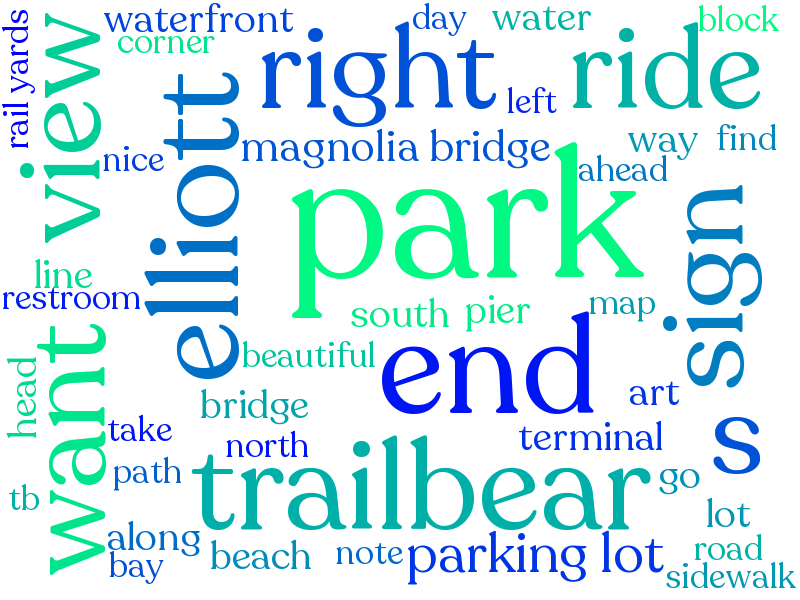 rail yards
waterfront
day
water
block
corner
view
right
ride
left
elliott
nice
magnolia bridge
way
find
ahead
park
sign
line
restroom
south
pier
map
want
head
beautiful
end
bridge
art
take
north
terminal
s
path
trailbear
go
tb
lot
along
beach
note
parking lot
road
bay
sidewalk